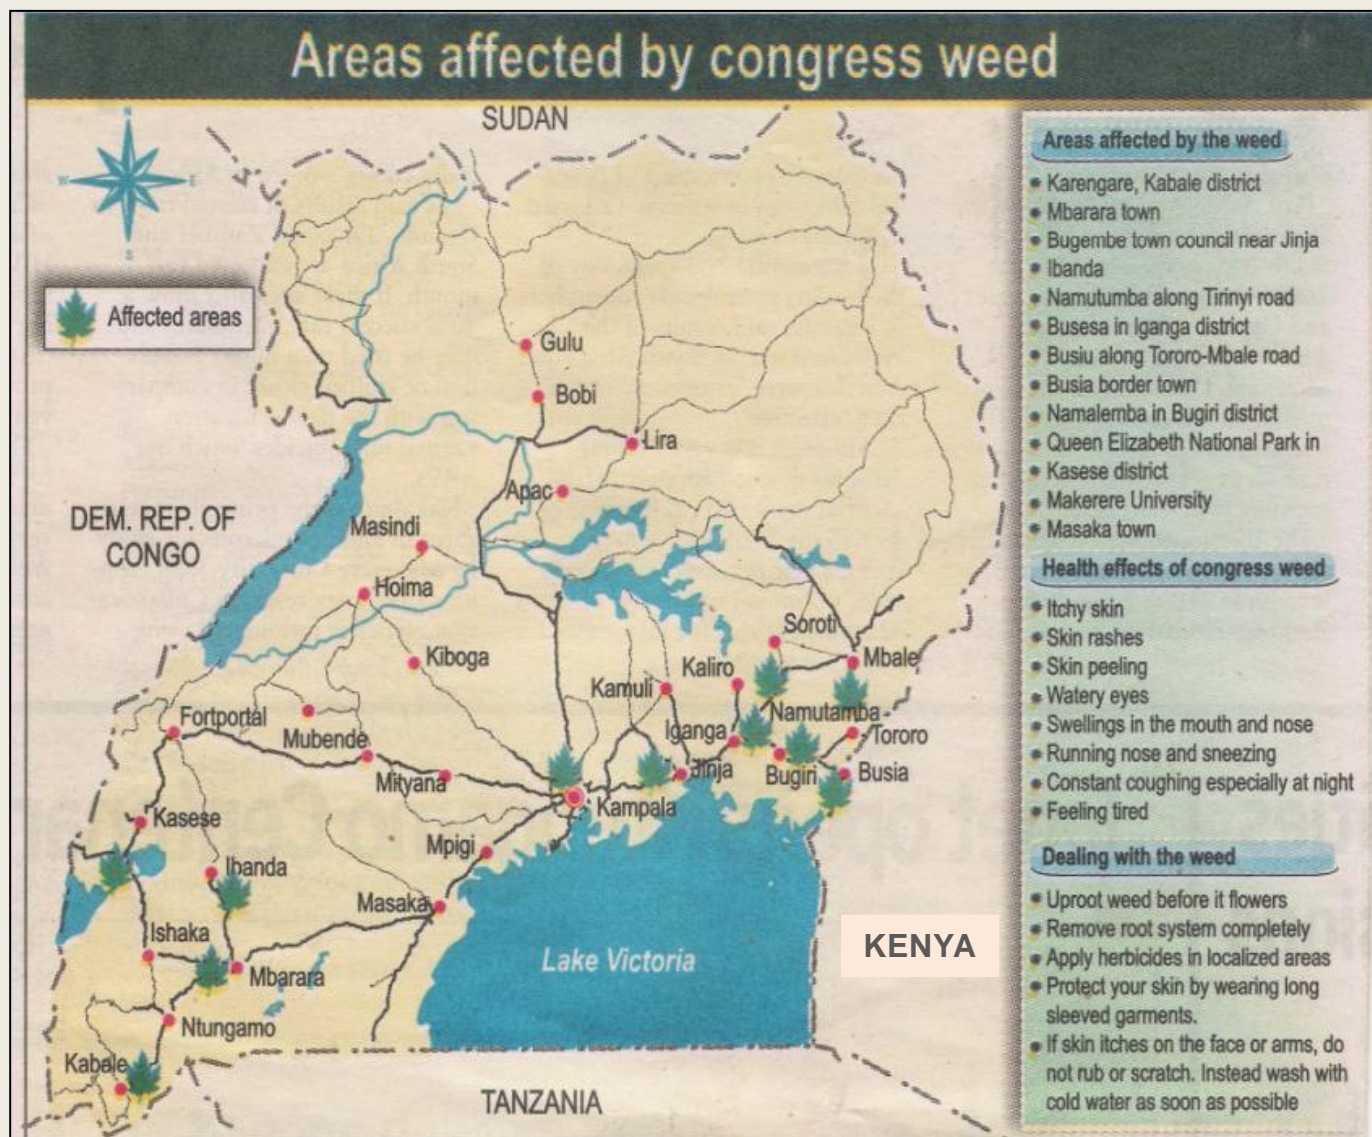 Areas affected by congress weed
SUDAN
N
W
E
S
Affected areas
Gulu
Bobi
Lira
Apac
DEM. REP. OF
CONGO
Masindi
Hoima
Kiboga
Soroti
Mbale
Kaliro
Kamuli
Namutamba
Fortportal
Iganga
Tororo
Mubende
Mityana
Jinja
Bugiri
Busia
Kampala
Kasese
Mpigi
Ibanda
Masaka
Ishaka
KENYA
Lake Victoria
Mbarara
Ntungamo
Kabale
TANZANIA
Areas affected by the weed
Karengare, Kabale district
Mbarara town
Bugembe town council near Jinja
Ibanda
Namutumba along Tirinyi road
Busesa in Iganga district
Busiu along Tororo-Mbale road
Busia border town
Namalemba in Bugiri district
Queen Elizabeth National Park in
Kasese district
Makerere University
Masaka town
Health effects of congress weed
Itchy skin
Skin rashes
Skin peeling
Watery eyes
Swellings in the mouth and nose
Running nose and sneezing
Constant coughing especially at night
Feeling tired
Dealing with the weed
Uproot weed before it flowers
Remove root system completely
Apply herbicides in localized areas
Protect your skin by wearing long
sleeved garments.
If skin itches on the face or arms, do
not rub or scratch. Instead wash with
cold water as soon as possible